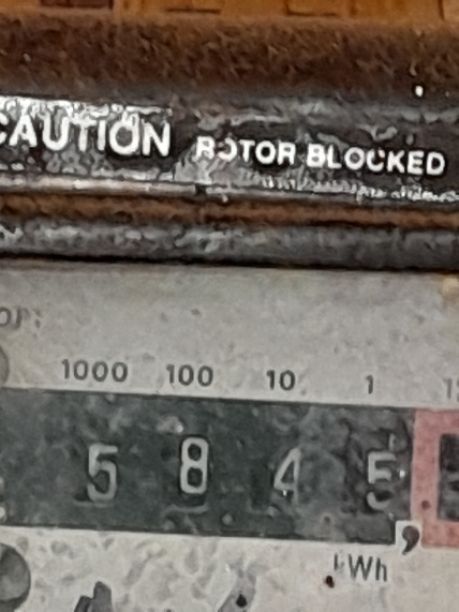 CAUTION ROTOR BLOCKED
1000 100 10 1
5 8 4 5,
kWh